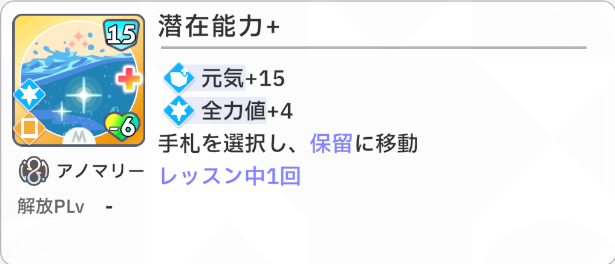 潜在能力+
15
元気+15
全力値+4
-6
M
手札を選択し、保留に移動
アノマリー
レッスン中1回
解放PLv -